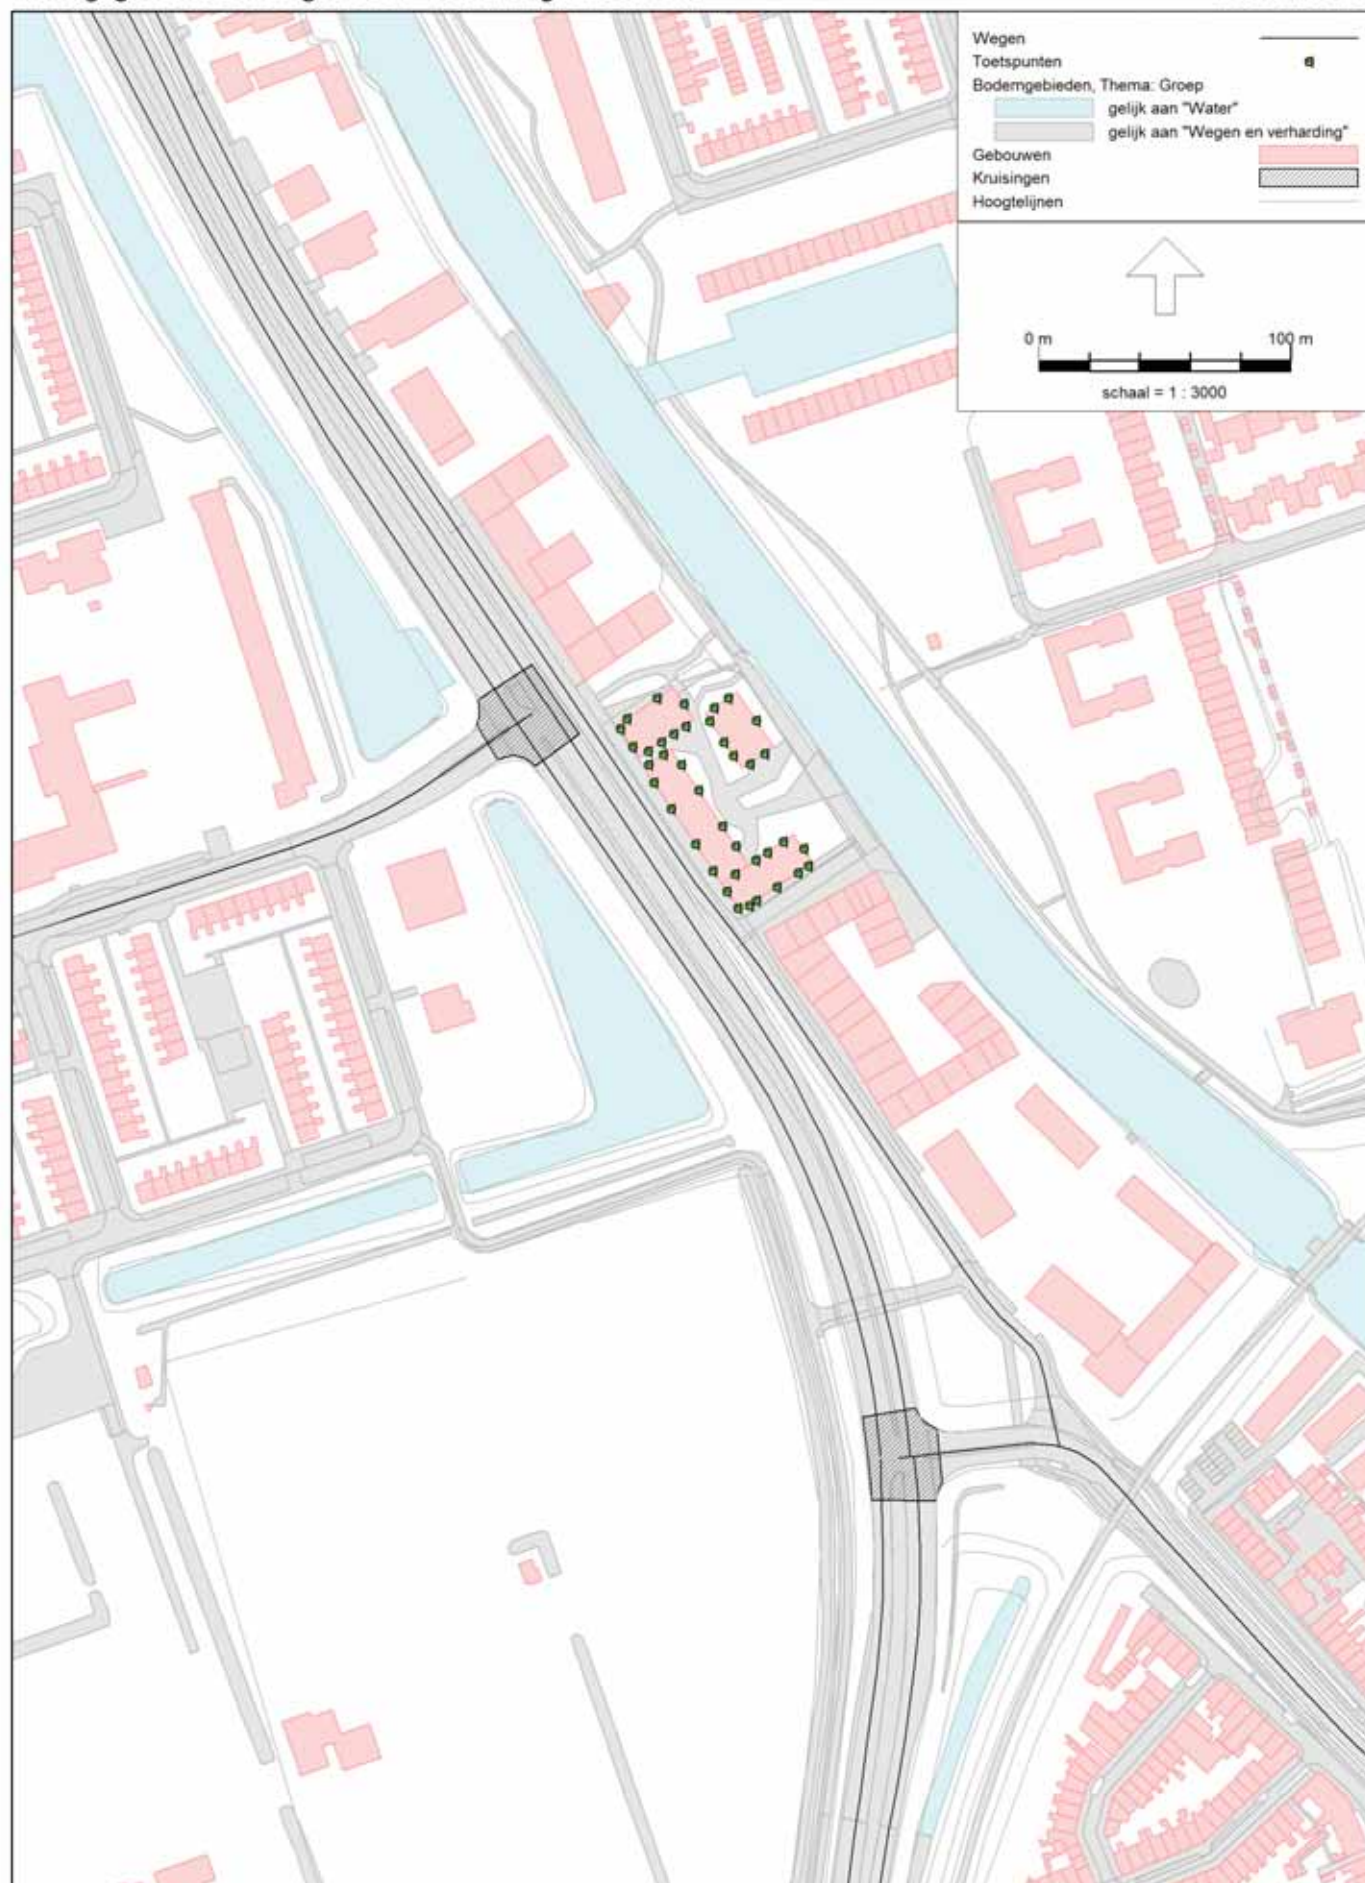 Wegen
Toetspunten
Bodemgebieden, Thema: Groep
gelijk aan "Water"
gelijk aan "Wegen en verharding"
Gebouwen
Kruisingen
Hoogtelijnen
0 m 100 m
schaal = 1 : 3000